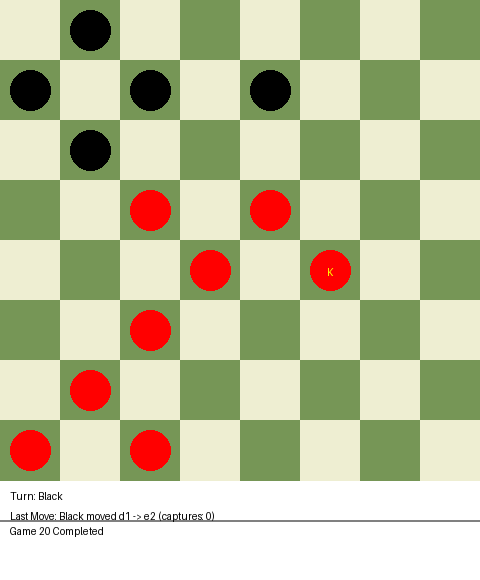 K
Turn: Black
Last Move: Black moved d1 -> e2 (captures: 0)
Game 20 Completed